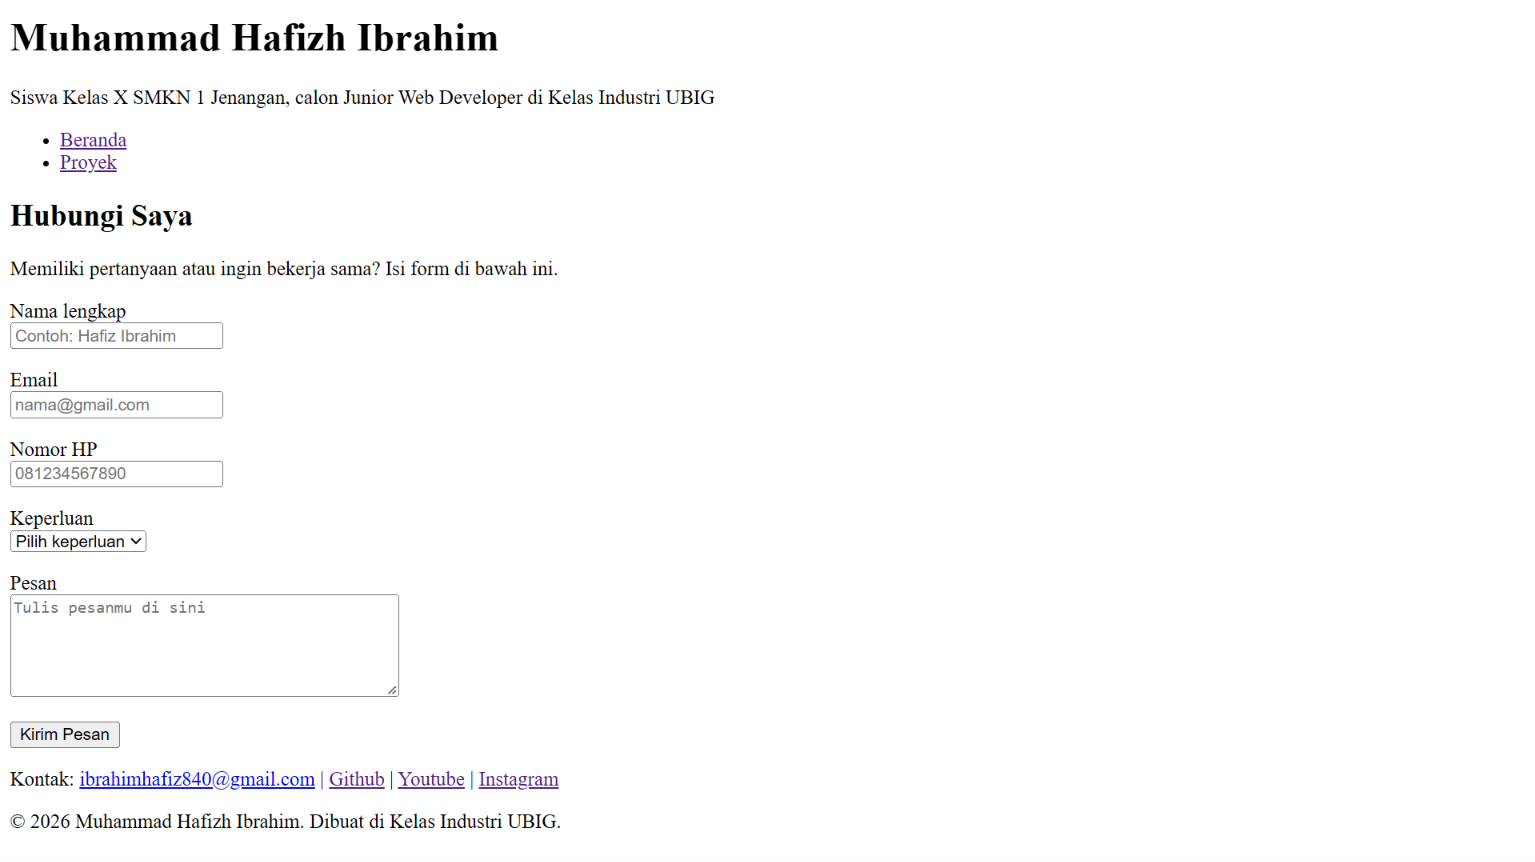 Muhammad Hafizh Ibrahim
Siswa Kelas X SMKN 1 Jenangan, calon Junior Web Developer di Kelas Industri UBIG
• Beranda
• Proyek
Hubungi Saya
Memiliki pertanyaan atau ingin bekerja sama? Isi form di bawah ini.
Nama lengkap
Contoh: Hafiz Ibrahim
Email
nama@gmail.com
Nomor HP
081234567890
Keperluan
Pilih keperluan
Pesan
Tulis pesanmu di sini
Kirim Pesan
Kontak: ibrahimhafiz840@gmail.com | Github | Youtube | Instagram
© 2026 Muhammad Hafizh Ibrahim. Dibuat di Kelas Industri UBIG.